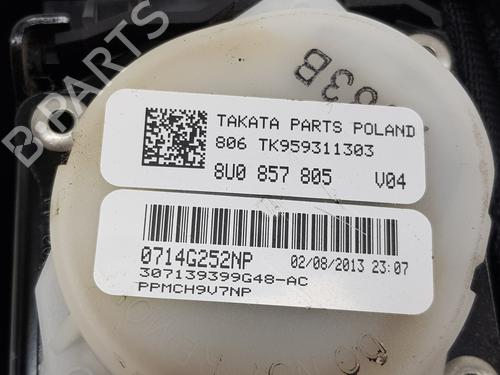 B-PARTS
83B
TAKATA PARTS POLAND
806 TK959311303
8U0 857 805 V04
0714G252NP 02/08/2013 23:07
307139399G48-AC
PPMCH9V7NP